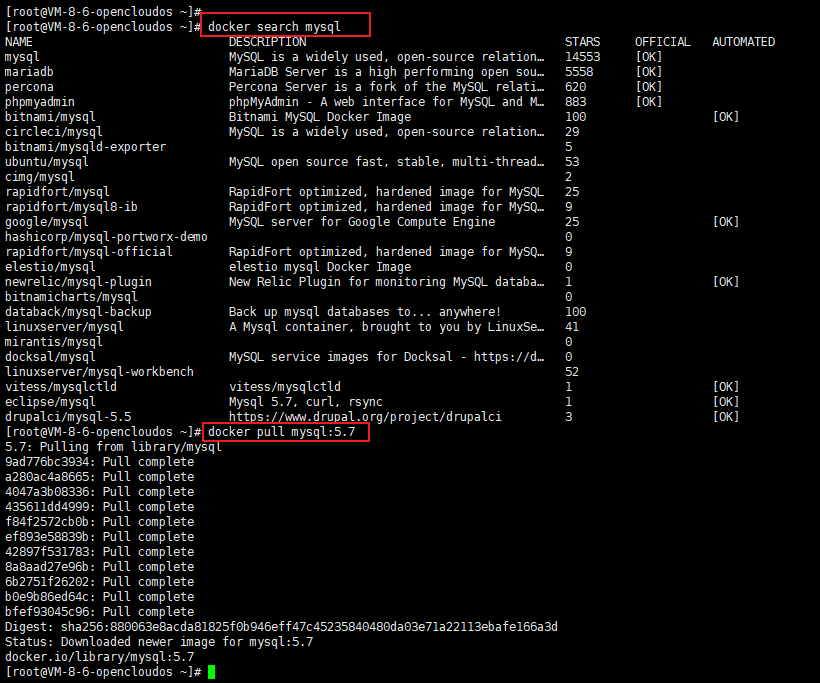 [root@VM-8-6-opencloudos ~]#
[root@VM-8-6-opencloudos ~]# docker search mysql
NAME DESCRIPTION STARS OFFICIAL AUTOMATED
mysql MySQL is a widely used, open-source relation… 14553 [OK]
mariadb MariaDB Server is a high performing open sou… 5558 [OK]
percona Percona Server is a fork of the MySQL relati… 620 [OK]
phpmyadmin phpMyAdmin - A web interface for MySQL and M… 883 [OK]
bitnami/mysql Bitnami MySQL Docker Image 100 [OK]
circleci/mysql MySQL is a widely used, open-source relation… 29
bitnami/mysqld-exporter 5
ubuntu/mysql MySQL open source fast, stable, multi-thread… 53
cimg/mysql 2
rapidfort/mysql RapidFort optimized, hardened image for MySQL 25
rapidfort/mysql8-ib RapidFort optimized, hardened image for MySQ… 9
google/mysql MySQL server for Google Compute Engine 25 [OK]
hashicorp/mysql-portworx-demo 0
rapidfort/mysql-official RapidFort optimized, hardened image for MySQ… 9
elestio/mysql elestio mysql Docker Image 0
newrelic/mysql-plugin New Relic Plugin for monitoring MySQL databa… 1 [OK]
bitnamicharts/mysql 0
databack/mysql-backup Back up mysql databases to... anywhere! 100
linuxserver/mysql A Mysql container, brought to you by LinuxSe… 41
mirantis/mysql 0
docksal/mysql MySQL service images for Docksal - https://d… 0
linuxserver/mysql-workbench 52
vitess/mysqlctld vitess/mysqlctld 1 [OK]
eclipse/mysql Mysql 5.7, curl, rsync 1 [OK]
drupalci/mysql-5.5 https://www.drupal.org/project/drupalci 3 [OK]
[root@VM-8-6-opencloudos ~]# docker pull mysql:5.7
5.7: Pulling from library/mysql
9ad776bc3934: Pull complete
a280ac4a8665: Pull complete
4047a3b08336: Pull complete
435611dd4999: Pull complete
f84f2572cb0b: Pull complete
ef893e58839b: Pull complete
42897f531783: Pull complete
8a8aad27e96b: Pull complete
6b2751f26202: Pull complete
b0e9b86ed64c: Pull complete
bfef93045c96: Pull complete
Digest: sha256:880063e8acda81825f0b946eff47c45235840480da03e71a22113ebafe166a3d
Status: Downloaded newer image for mysql:5.7
docker.io/library/mysql:5.7
[root@VM-8-6-opencloudos ~]#